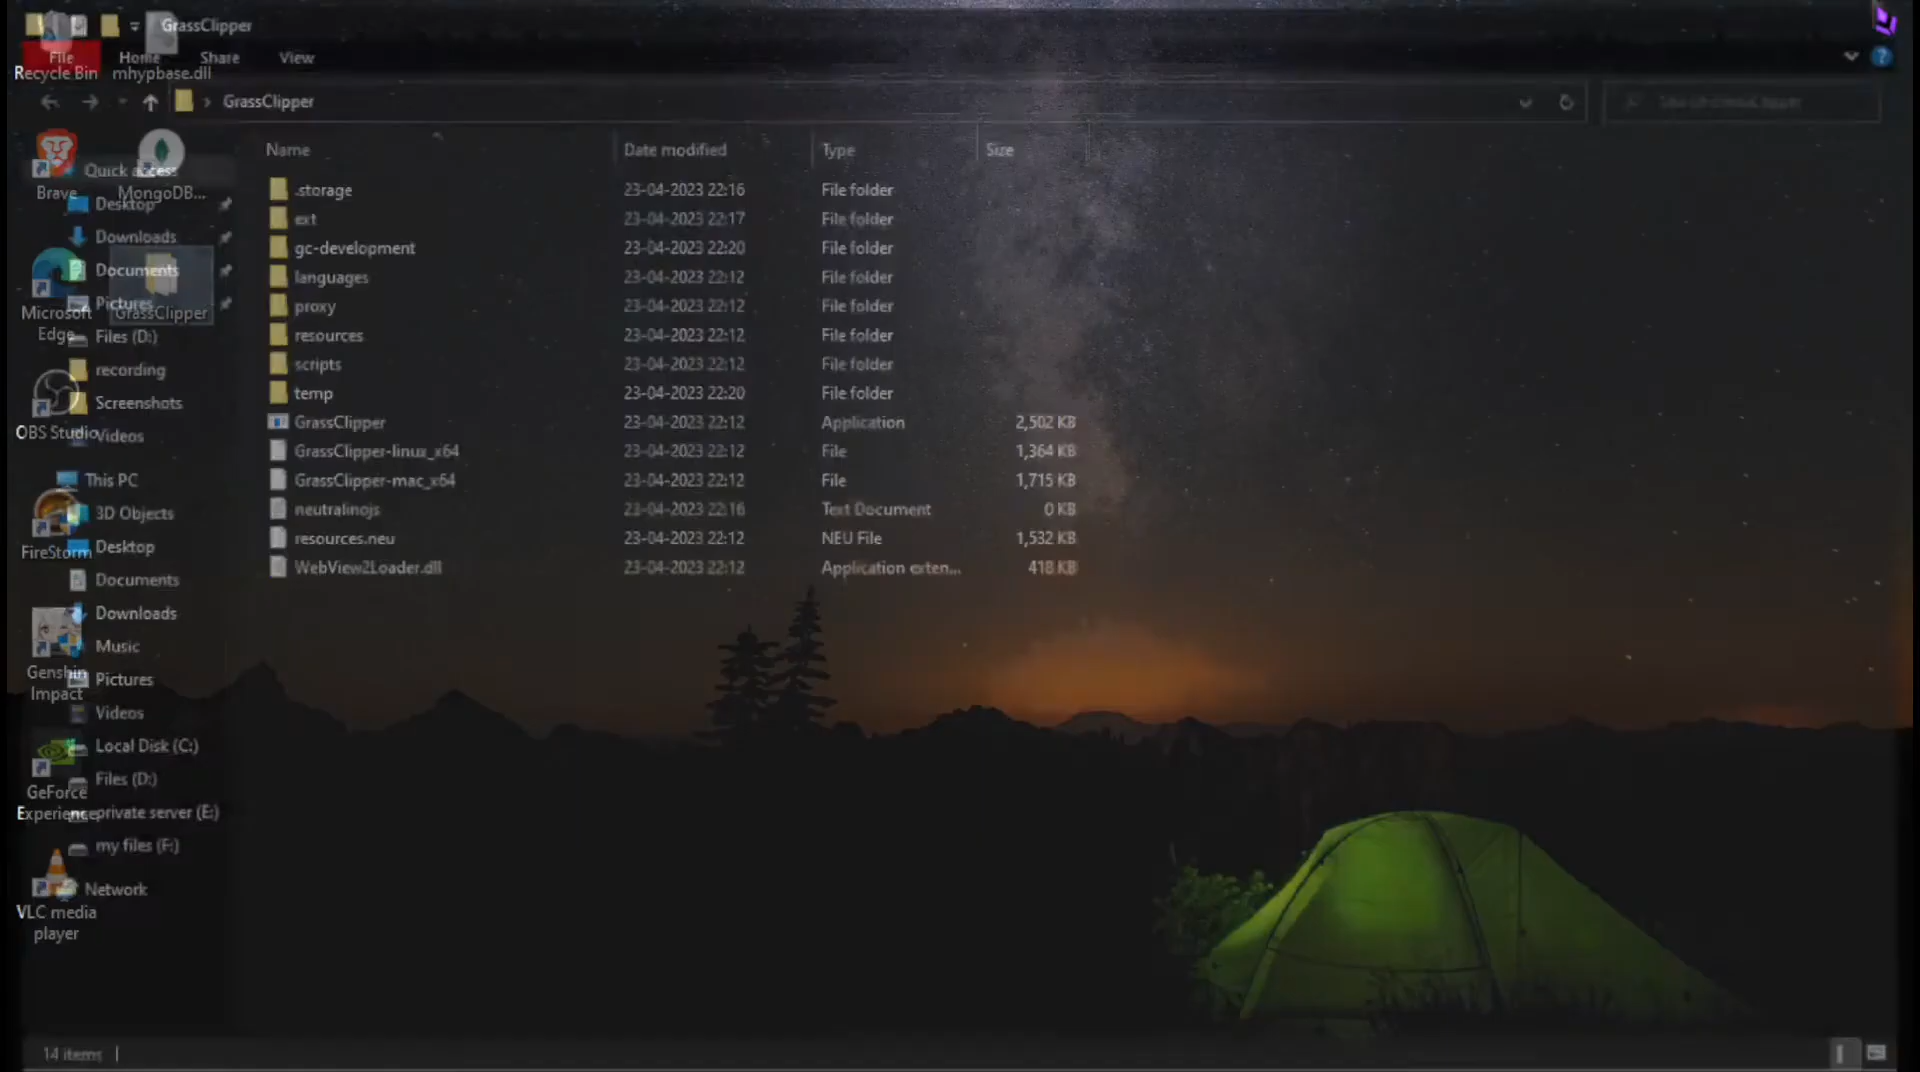 GrassClipper
File Home Share View
Recycle Bin mhypbase.dll
GrassClipper
Name Date modified Type Size
Brave
MongoDB...
Microsoft Edge
GrassClipper
OBS Studio
FireStorm
Genshin Impact
GeForce Experience
VLC media player
Quick access
Desktop
Downloads
Documents
Pictures
Files (D:)
recording
Screenshots
Videos
This PC
3D Objects
Desktop
Documents
Downloads
Music
Pictures
Videos
Local Disk (C:)
Files (D:)
private server (E:)
my files (F:)
Network
.storage 23-04-2023 22:16 File folder
ext 23-04-2023 22:17 File folder
gc-development 23-04-2023 22:20 File folder
languages 23-04-2023 22:12 File folder
proxy 23-04-2023 22:12 File folder
resources 23-04-2023 22:12 File folder
scripts 23-04-2023 22:12 File folder
temp 23-04-2023 22:20 File folder
GrassClipper 23-04-2023 22:12 Application 2,502 KB
GrassClipper-linux_x64 23-04-2023 22:12 File 1,364 KB
GrassClipper-mac_x64 23-04-2023 22:12 File 1,715 KB
neutralinojs 23-04-2023 22:16 Text Document 0 KB
resources.neu 23-04-2023 22:12 NEU File 1,532 KB
WebView2Loader.dll 23-04-2023 22:12 Application exten... 418 KB
14 items